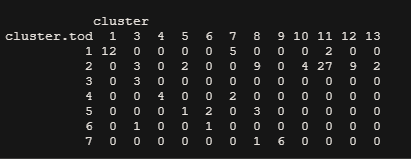 cluster
cluster.tod 1 3 4 5 6 7 8 9 10 11 12 13
1 12 0 0 0 0 5 0 0 0 2 0 0
2 0 3 0 2 0 0 9 0 4 27 9 2
3 0 3 0 0 0 0 0 0 0 0 0 0
4 0 0 4 0 0 2 0 0 0 0 0 0
5 0 0 0 1 2 0 3 0 0 0 0 0
6 0 1 0 0 1 0 0 0 0 0 0 0
7 0 0 0 0 0 0 1 6 0 0 0 0